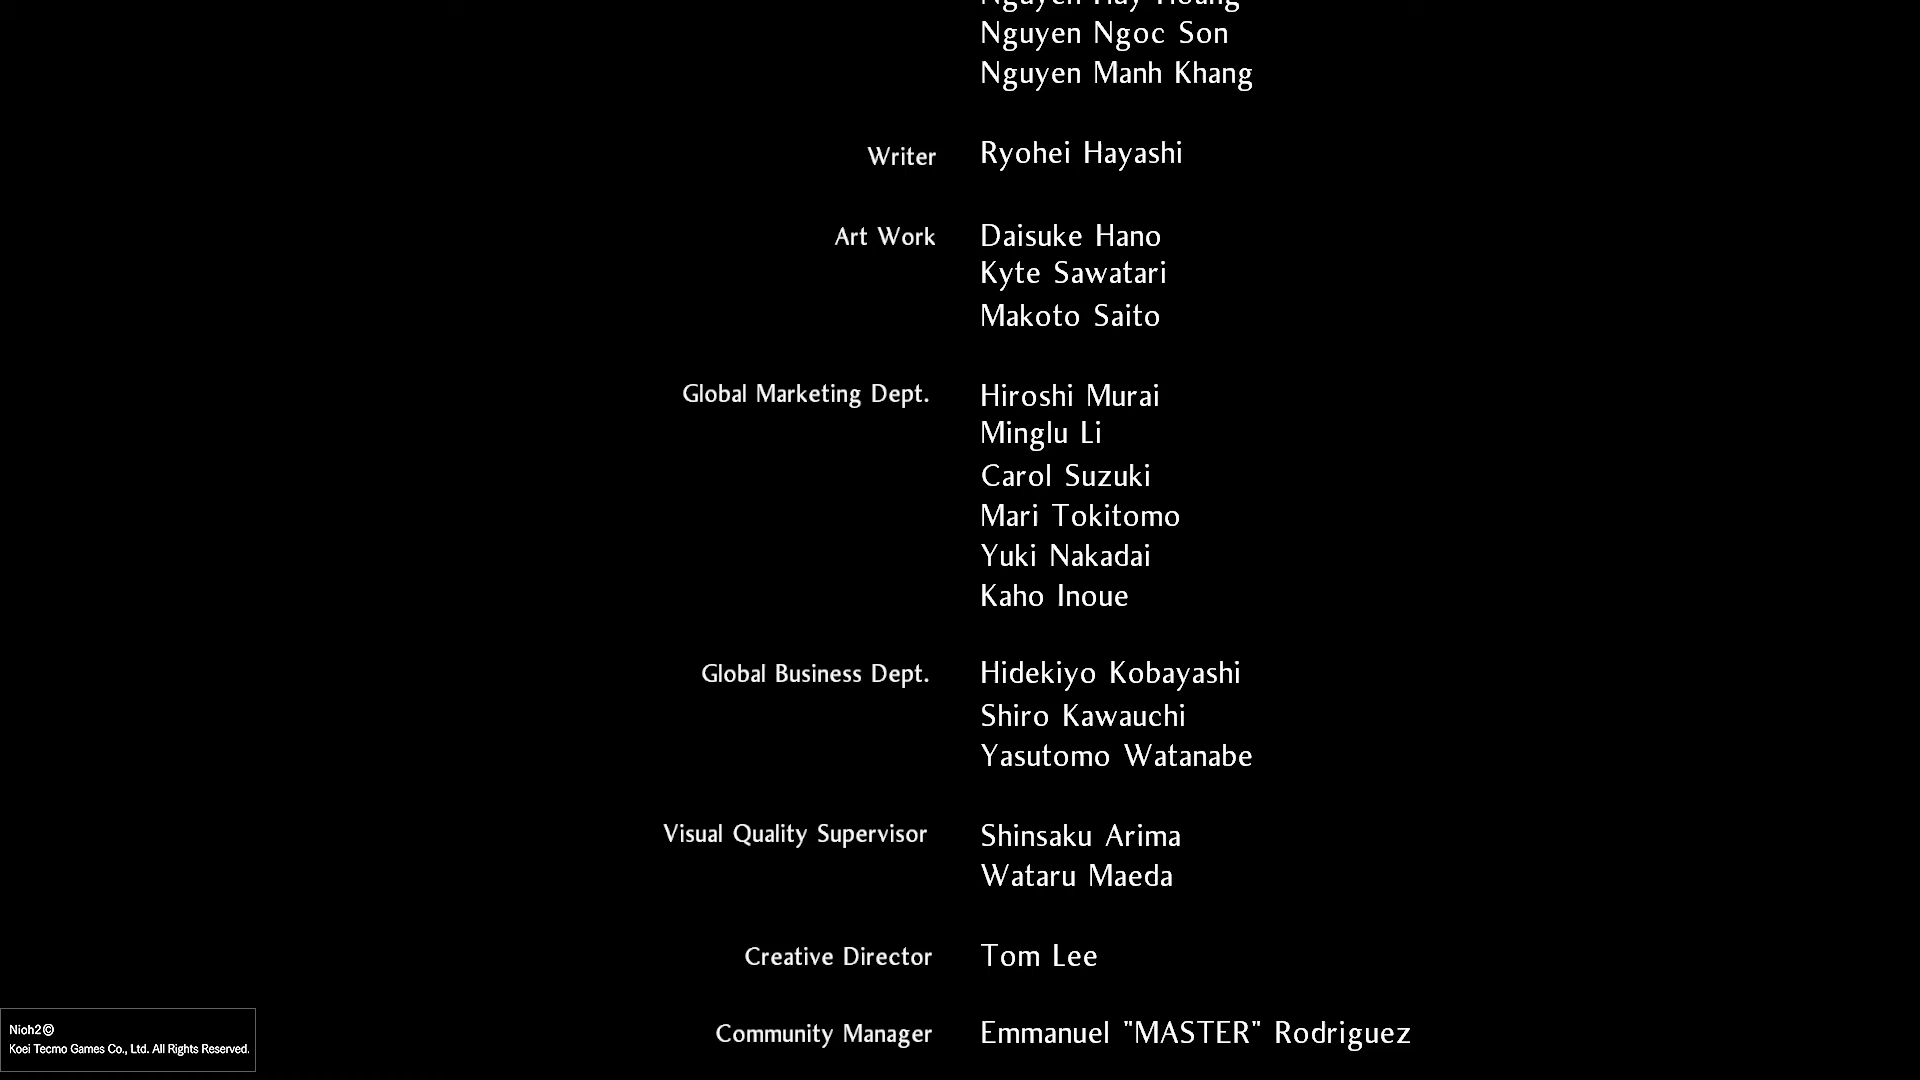 Nguyen Huy Hoang
Nguyen Ngoc Son
Nguyen Manh Khang
Writer Ryohei Hayashi
Art Work Daisuke Hano
Kyte Sawatari
Makoto Saito
Global Marketing Dept. Hiroshi Murai
Minglu Li
Carol Suzuki
Mari Tokitomo
Yuki Nakadai
Kaho Inoue
Global Business Dept. Hidekiyo Kobayashi
Shiro Kawauchi
Yasutomo Watanabe
Visual Quality Supervisor Shinsaku Arima
Wataru Maeda
Creative Director Tom Lee
Community Manager Emmanuel "MASTER" Rodriguez
Nioh2©
Koei Tecmo Games Co., Ltd. All Rights Reserved.